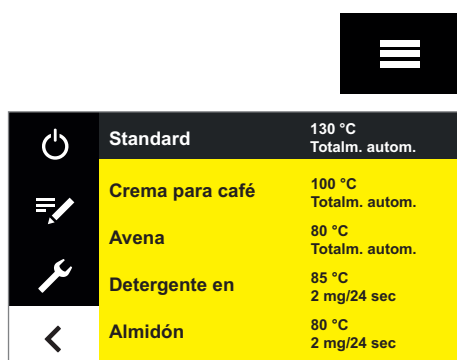 Standard 130 °C
Totalm. autom.
Crema para café 100 °C
Totalm. autom.
Avena 80 °C
Totalm. autom.
Detergente en 85 °C
2 mg/24 sec
Almidón 80 °C
2 mg/24 sec